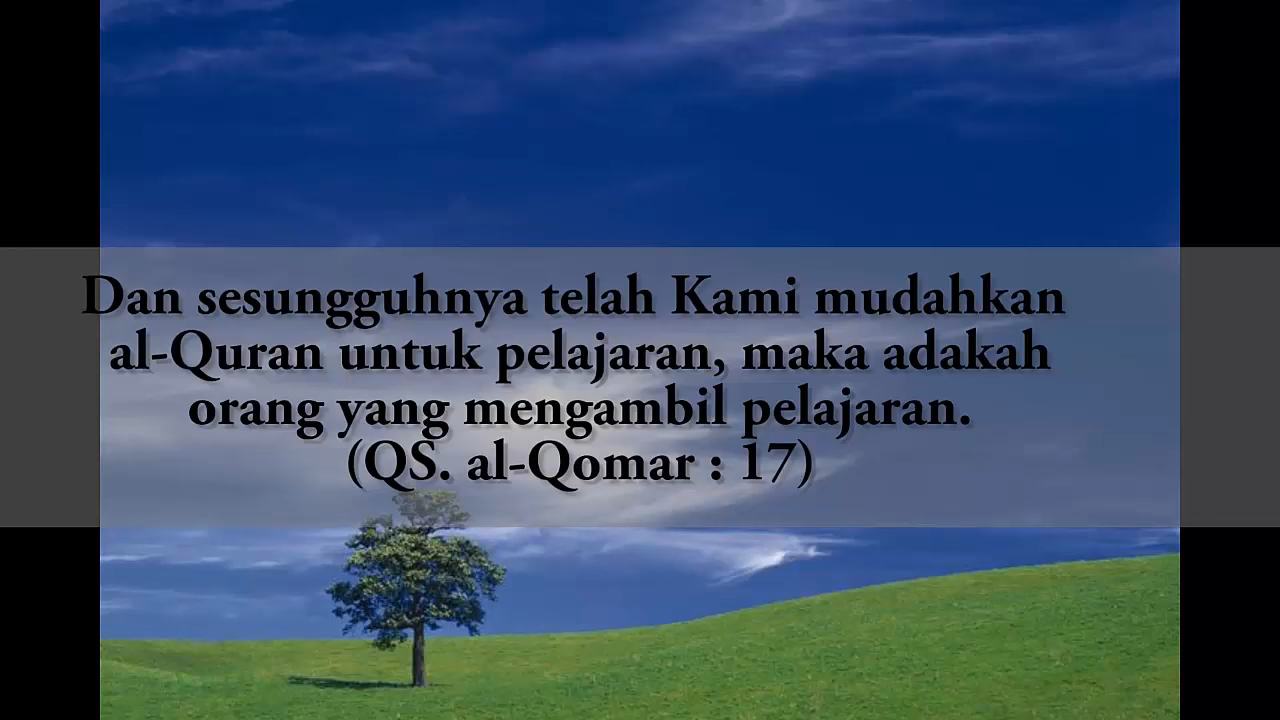 Dan sesungguhnya telah Kami mudahkan
al-Quran untuk pelajaran, maka adakah
orang yang mengambil pelajaran.
(QS. al-Qomar : 17)